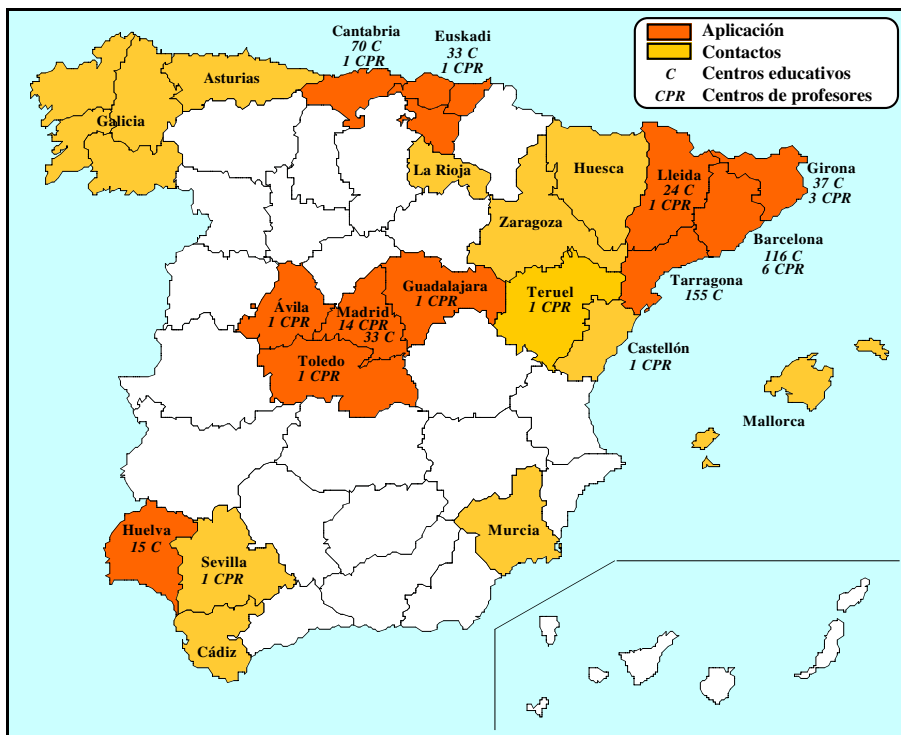 Aplicación
Contactos
C Centros educativos
CPR Centros de profesores
Cantabria
70 C
1 CPR
Euskadi
33 C
1 CPR
Asturias
Galicia
La Rioja
Huesca
Zaragoza
Lleida
24 C
1 CPR
Girona
37 C
3 CPR
Barcelona
116 C
6 CPR
Tarragona
155 C
Guadalajara
1 CPR
Teruel
1 CPR
Ávila
1 CPR
Madrid
14 CPR
33 C
Toledo
1 CPR
Castellón
1 CPR
Mallorca
Huelva
15 C
Sevilla
1 CPR
Murcia
Cádiz